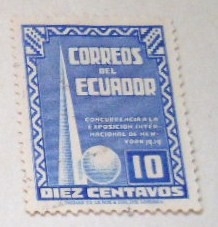 CORREOS
DEL
ECUADOR
CONCURRENCIA A LA
EXPOSICION INTER-
NACIONAL DE NEW-
YORK 1939
10
DIEZ CENTAVOS